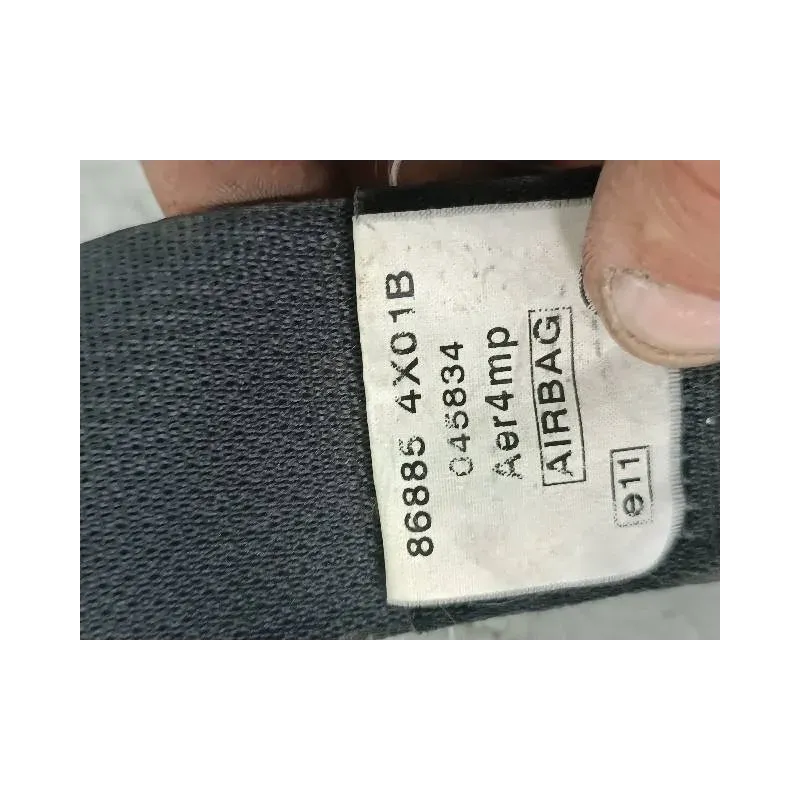 86885 4X01B
045834
Aer4mp
AIRBAG
e11